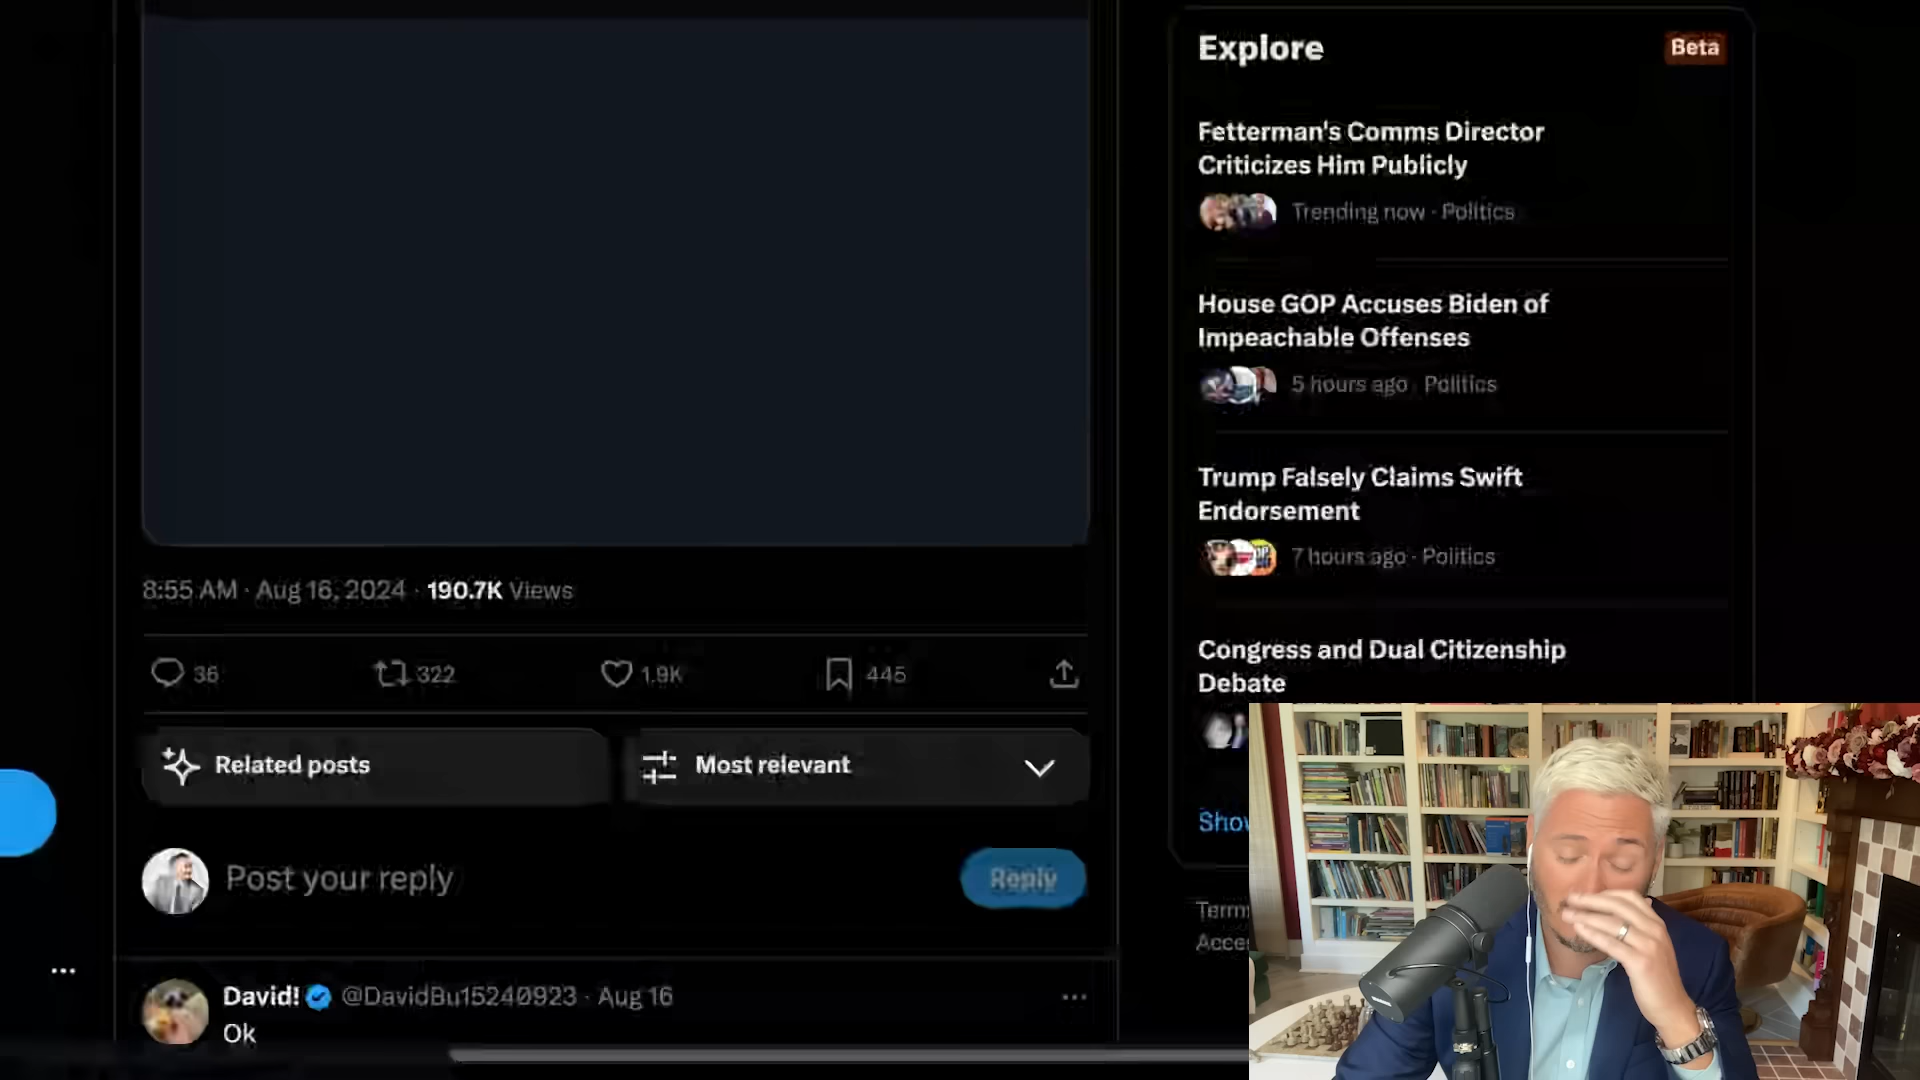 Explore
Beta
Fetterman's Comms Director
Criticizes Him Publicly
Trending now · Politics
House GOP Accuses Biden of
Impeachable Offenses
5 hours ago · Politics
Trump Falsely Claims Swift
Endorsement
7 hours ago · Politics
Congress and Dual Citizenship
Debate
Show
8:55 AM · Aug 16, 2024 · 190.7K Views
36 322 1.9K 445
Related posts
Most relevant
Post your reply
Reply
David! @DavidBu15240923 · Aug 16
Ok